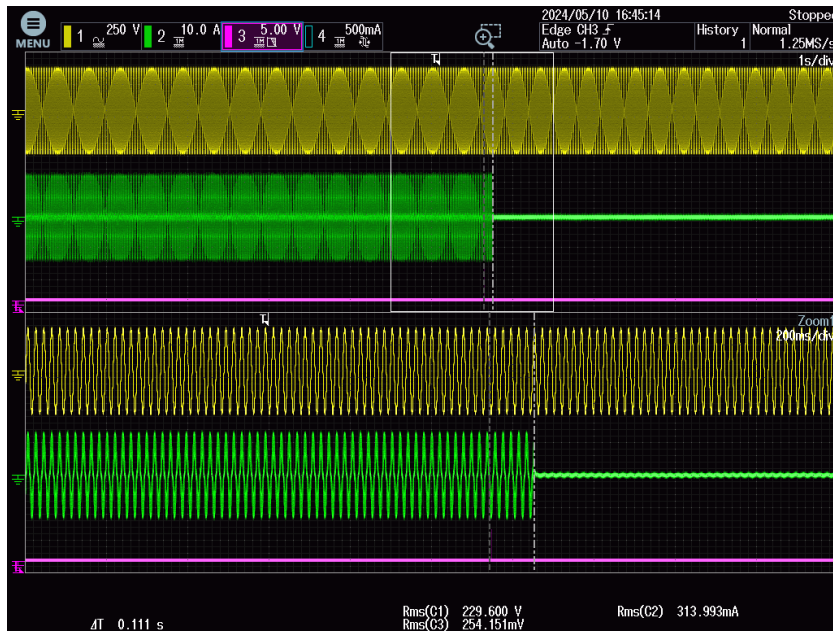 2024/05/10 16:45:14 Stopped
MENU 1 250 V 2 10.0 A 3 5.00 V 4 500mA Edge CH3 History Normal
Auto -1.70 V 1 1.25MS/s
T 1s/div
T Zoom1
200ms/div
Rms(C1) 229.600 V Rms(C2) 313.993mA
ΔT 0.111 s Rms(C3) 254.151mV